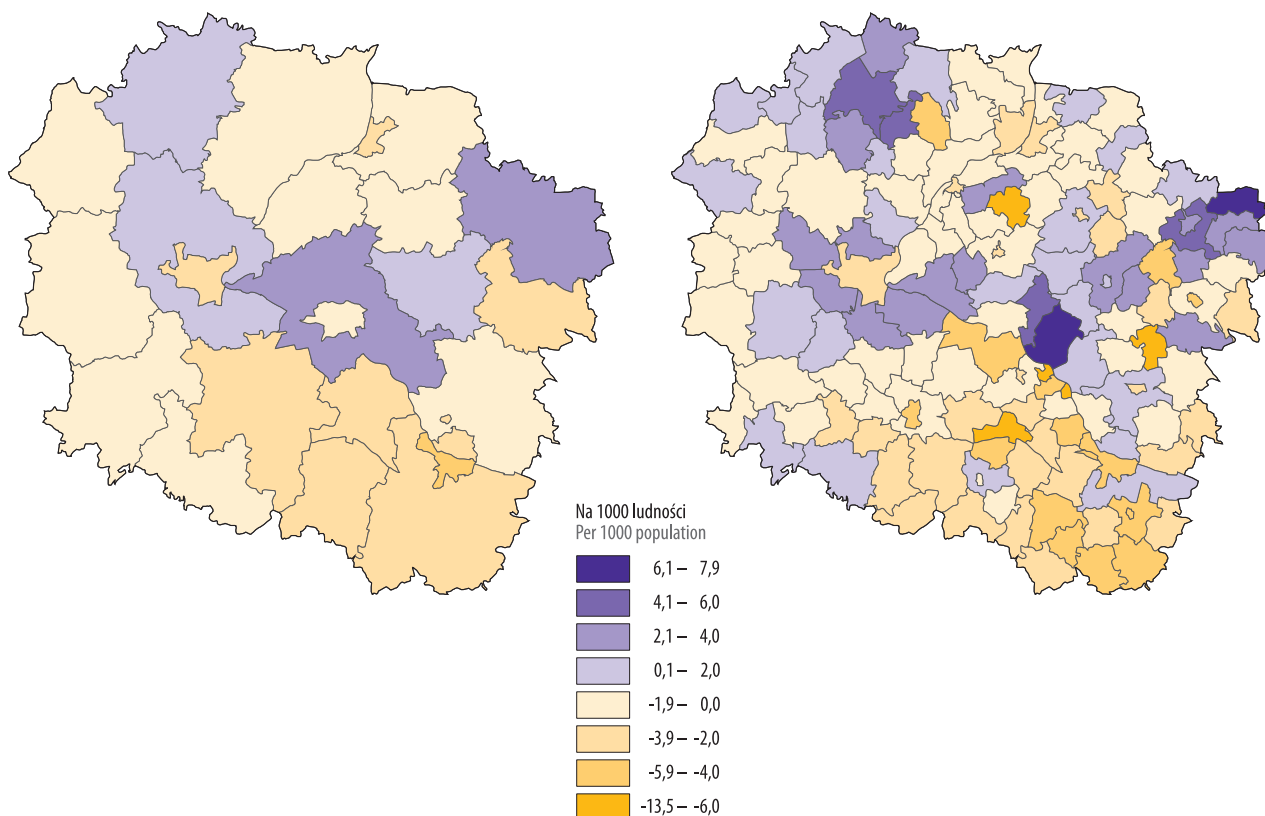 Na 1000 ludności
Per 1000 population
6,1 – 7,9
4,1 – 6,0
2,1 – 4,0
0,1 – 2,0
-1,9 – 0,0
-3,9 – -2,0
-5,9 – -4,0
-13,5 – -6,0